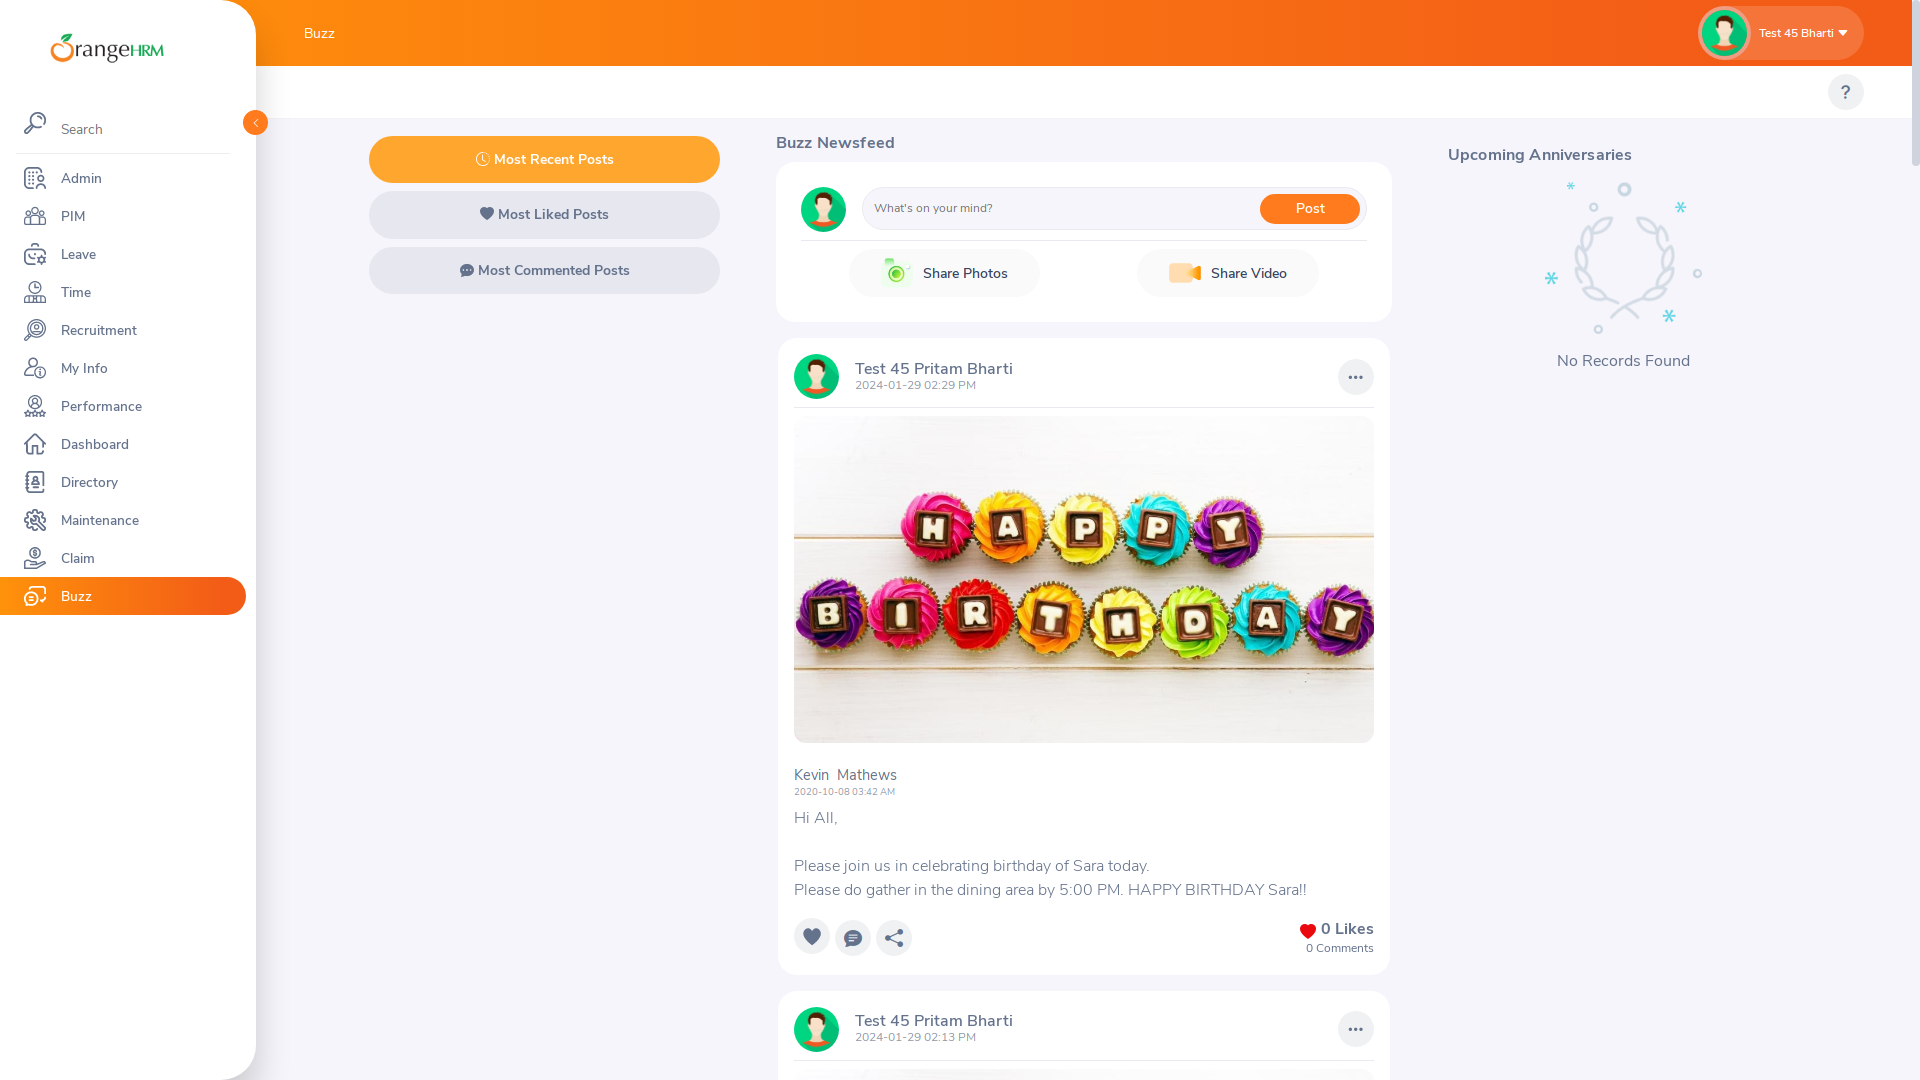 OrangeHRM
Search
Admin
PIM
Leave
Time
Recruitment
My Info
Performance
Dashboard
Directory
Maintenance
Claim
Buzz
Buzz
Test 45 Bharti
?
Most Recent Posts
Most Liked Posts
Most Commented Posts
Buzz Newsfeed
What's on your mind?
Post
Share Photos
Share Video
Test 45 Pritam Bharti
2024-01-29 02:29 PM
HAPPY
BIRTHDAY
Kevin Mathews
2020-10-08 03:42 AM
Hi All,
Please join us in celebrating birthday of Sara today.
Please do gather in the dining area by 5:00 PM. HAPPY BIRTHDAY Sara!!
0 Likes
0 Comments
Test 45 Pritam Bharti
2024-01-29 02:13 PM
Upcoming Anniversaries
No Records Found